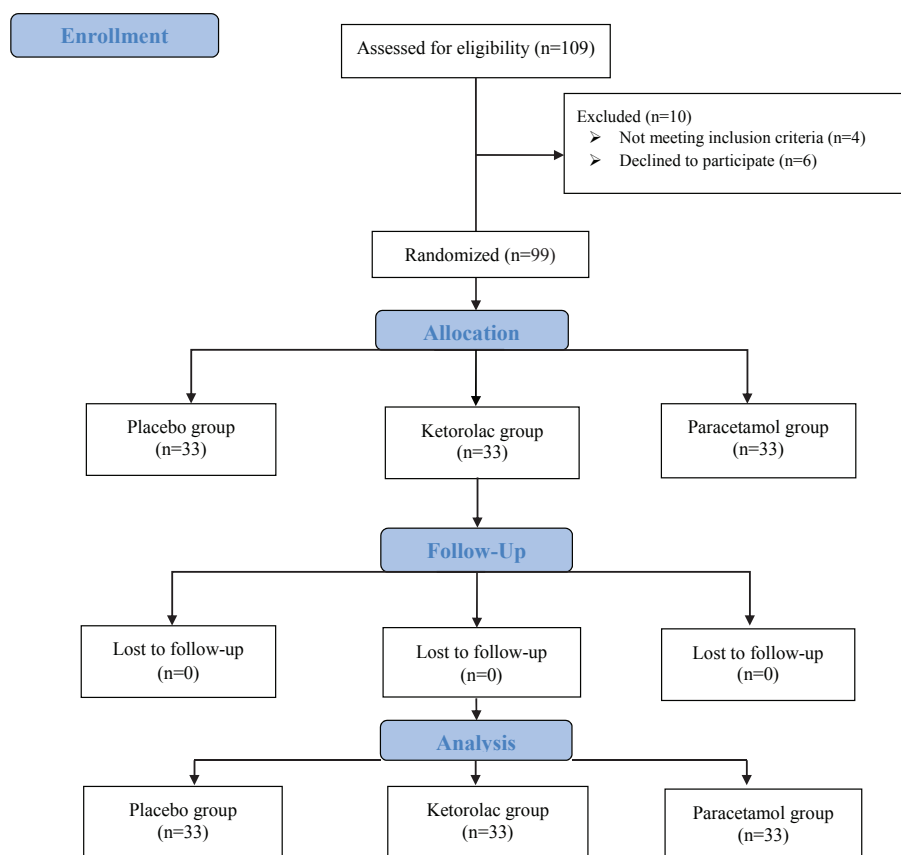 Enrollment
Assessed for eligibility (n=109)
Excluded (n=10)
➢ Not meeting inclusion criteria (n=4)
➢ Declined to participate (n=6)
Randomized (n=99)
Allocation
Placebo group
(n=33)
Ketorolac group
(n=33)
Paracetamol group
(n=33)
Follow-Up
Lost to follow-up
(n=0)
Lost to follow-up
(n=0)
Lost to follow-up
(n=0)
Analysis
Placebo group
(n=33)
Ketorolac group
(n=33)
Paracetamol group
(n=33)